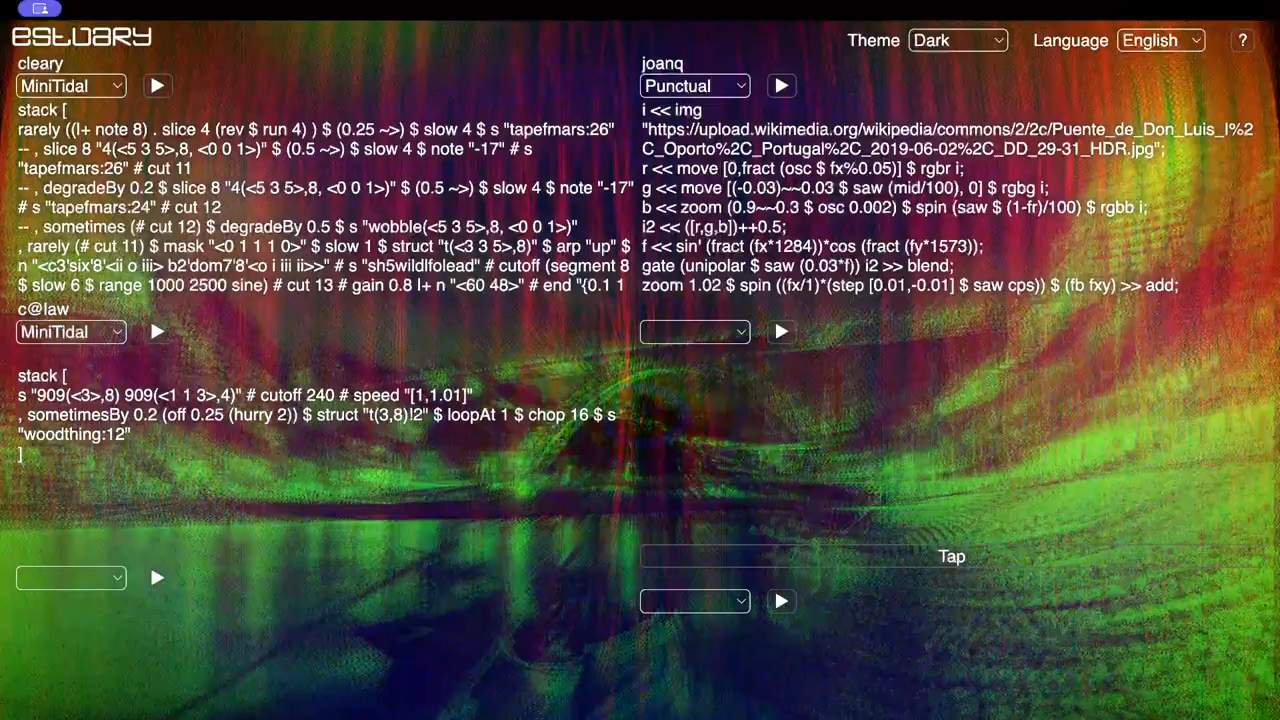 estuary
Theme Dark Language English ?
cleary
MiniTidal
stack [
rarely ((|+ note 8) . slice 4 (rev $ run 4) ) $ (0.25 ~>) $ slow 4 $ s "tapefmars:26"
-- , slice 8 "4(<5 3 5>,8, <0 0 1>)" $ (0.5 ~>) $ slow 4 $ note "-17" # s
"tapefmars:26" # cut 11
-- , degradeBy 0.2 $ slice 8 "4(<5 3 5>,8, <0 0 1>)" $ (0.5 ~>) $ slow 4 $ note "-17"
# s "tapefmars:24" # cut 12
-- , sometimes (# cut 12) $ degradeBy 0.5 $ s "wobble(<5 3 5>,8, <0 0 1>)"
, rarely (# cut 11) $ mask "<0 1 1 1 0>" $ slow 1 $ struct "t(<3 3 5>,8)" $ arp "up" $
n "<c3'six'8'<ii o iii> b2'dom7'8'<o i iii ii>>" # s "sh5wildlfolead" # cutoff (segment 8
$ slow 6 $ range 1000 2500 sine) # cut 13 # gain 0.8 |+ n "<60 48>" # end "{0.1 1
joanq
Punctual
i << img
"https://upload.wikimedia.org/wikipedia/commons/2/2c/Puente_de_Don_Luis_I%2
C_Oporto%2C_Portugal%2C_2019-06-02%2C_DD_29-31_HDR.jpg";
r << move [0,fract (osc $ fx%0.05)] $ rgbr i;
g << move [(-0.03)~~0.03 $ saw (mid/100), 0] $ rgbg i;
b << zoom (0.9~~0.3 $ osc 0.002) $ spin (saw $ (1-fr)/100) $ rgbb i;
i2 << ([r,g,b])++0.5;
f << sin' (fract (fx*1284))*cos (fract (fy*1573));
gate (unipolar $ saw (0.03*f)) i2 >> blend;
zoom 1.02 $ spin ((fx/1)*(step [0.01,-0.01] $ saw cps)) $ (fb fxy) >> add;
c@law
MiniTidal
stack [
s "909(<3>,8) 909(<1 1 3>,4)" # cutoff 240 # speed "[1,1.01]"
, sometimesBy 0.2 (off 0.25 (hurry 2)) $ struct "t(3,8)!2" $ loopAt 1 $ chop 16 $ s
"woodthing:12"
]
Tap